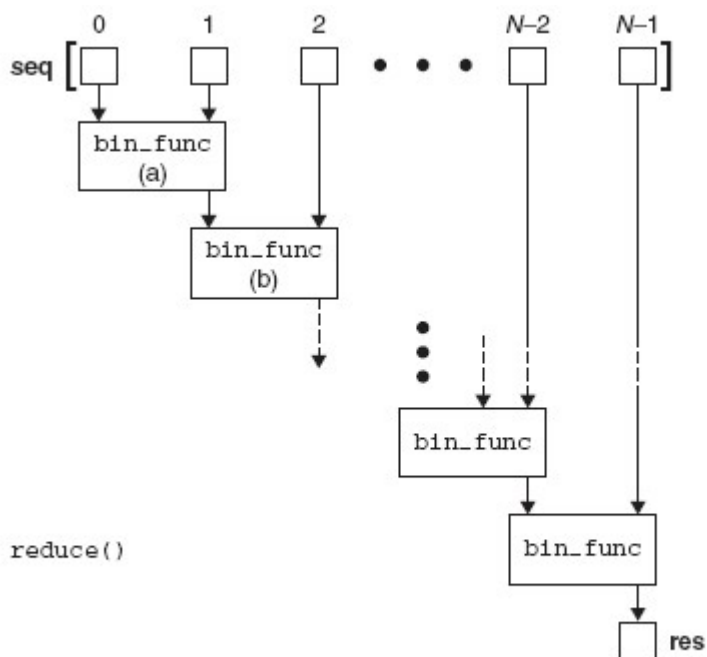 0 1 2 N–2 N–1
seq [ ]
bin_func
(a)
bin_func
(b)
bin_func
reduce() bin_func
res